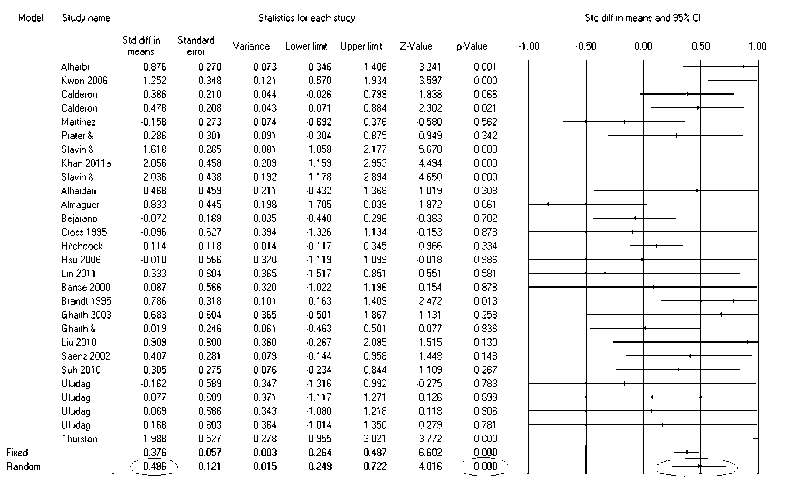 Model Study name Statistics for each study Std diff in means and 95% CI
Std diff in means Standard error Variance Lower limit Upper limit Z-Value p-Value -1.00 -0.50 0.00 0.50 1.00
Alharbi 0.876 0.270 0.073 0.346 1.406 3.241 0.001
Kwon 2006 1.252 0.348 0.121 0.570 1.934 3.597 0.000
Calderon 0.386 0.210 0.044 -0.026 0.798 1.838 0.066
Calderon 0.478 0.208 0.043 0.071 0.884 2.302 0.021
Martinez -0.158 0.273 0.074 -0.692 0.376 -0.580 0.562
Prater & 0.286 0.301 0.091 -0.304 0.875 0.949 0.342
Slavin & 1.618 0.285 0.081 1.058 2.177 5.670 0.000
Khan 2011a 2.056 0.458 0.209 1.159 2.953 4.494 0.000
Slavin & 2.036 0.438 0.192 1.178 2.894 4.650 0.000
0.468 0.459 0.211 -0.432 1.368 1.019 0.308
Almaguer 0.445 0.198 0.039 0.061
Bejarano -0.072 0.189 0.035 -0.440 0.296 -0.383 0.702
-0.096 0.627 0.394 -1.326 1.134 -0.153 0.878
Hitchcock 0.114 0.118 0.014 -0.117 0.345 0.966 0.334
Hsu 2006 -0.010 0.566 0.320 -1.119 1.099 -0.018 0.986
Lin 2011 0.604 0.365 -1.517 0.851 0.581
Banse 2000 0.087 0.566 0.320 -1.022 1.196 0.154 0.878
Brandt 1995 0.786 0.318 0.101 0.163 1.409 2.472 0.013
Ghaith 2003 0.683 0.604 0.365 -0.501 1.867 1.131 0.258
Ghaith & 0.019 0.246 0.061 -0.463 0.501 0.077 0.938
Liu 2010 0.909 0.600 0.360 -0.267 2.085 1.515 0.130
Saenz 2002 0.407 0.281 0.079 -0.144 0.958 1.448 0.148
Suh 2010 0.305 0.275 0.076 -0.234 0.844 1.109 0.267
Uludag -0.162 0.589 0.347 -1.316 0.992 -0.275 0.783
Uludag 0.077 0.609 0.371 -1.117 1.271 0.126 0.899
Uludag 0.069 0.586 0.343 -1.080 1.218 0.118 0.906
Uludag 0.168 0.603 0.364 -1.014 1.350 0.279 0.781
Thurston 1.988 0.527 0.278 0.955 3.021 3.772 0.000
Fixed 0.376 0.057 0.003 0.264 0.487 6.602 0.000
Random 0.486 0.121 0.015 0.249 0.722 4.016 0.000